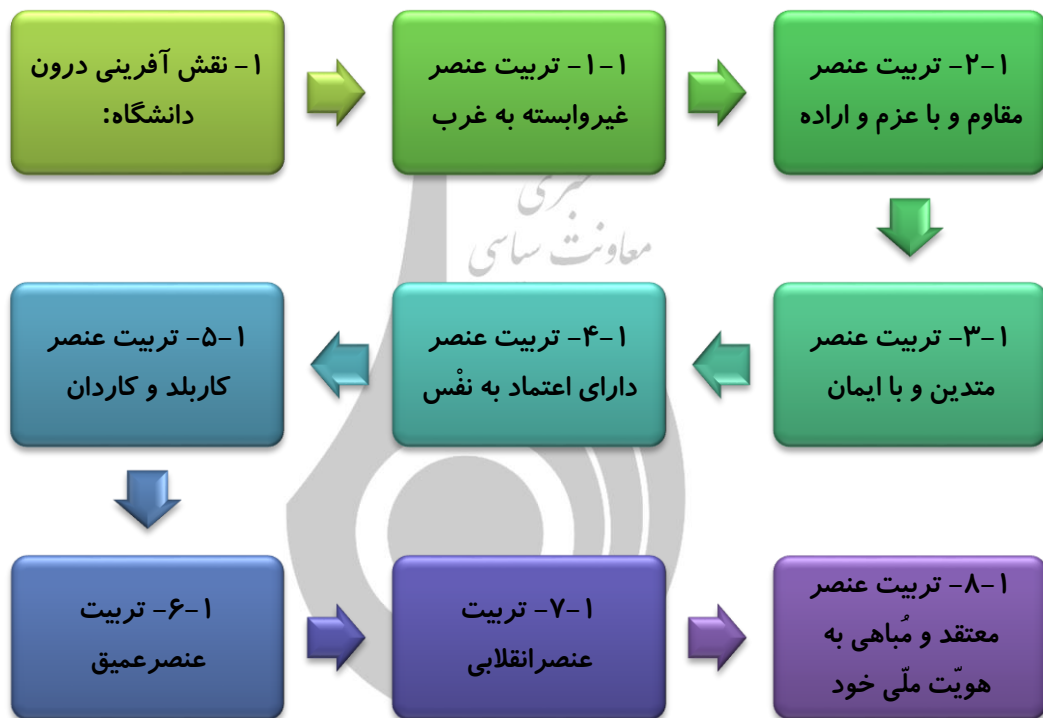 ۱- نقش آفرینی درون
دانشگاه:
۱-۱- تربیت عنصر
غیروابسته به غرب
۱-۲- تربیت عنصر
مقاوم و با عزم و اراده
۱-۳- تربیت عنصر
متدین و با ایمان
۱-۴- تربیت عنصر
دارای اعتماد به نفْس
۱-۵- تربیت عنصر
کاربلد و کاردان
۱-۶- تربیت
عنصرعمیق
۱-۷- تربیت
عنصرانقلابی
۱-۸- تربیت عنصر
معتقد و مُباهی به
هویّت ملّی خود
معاونت سیاسی